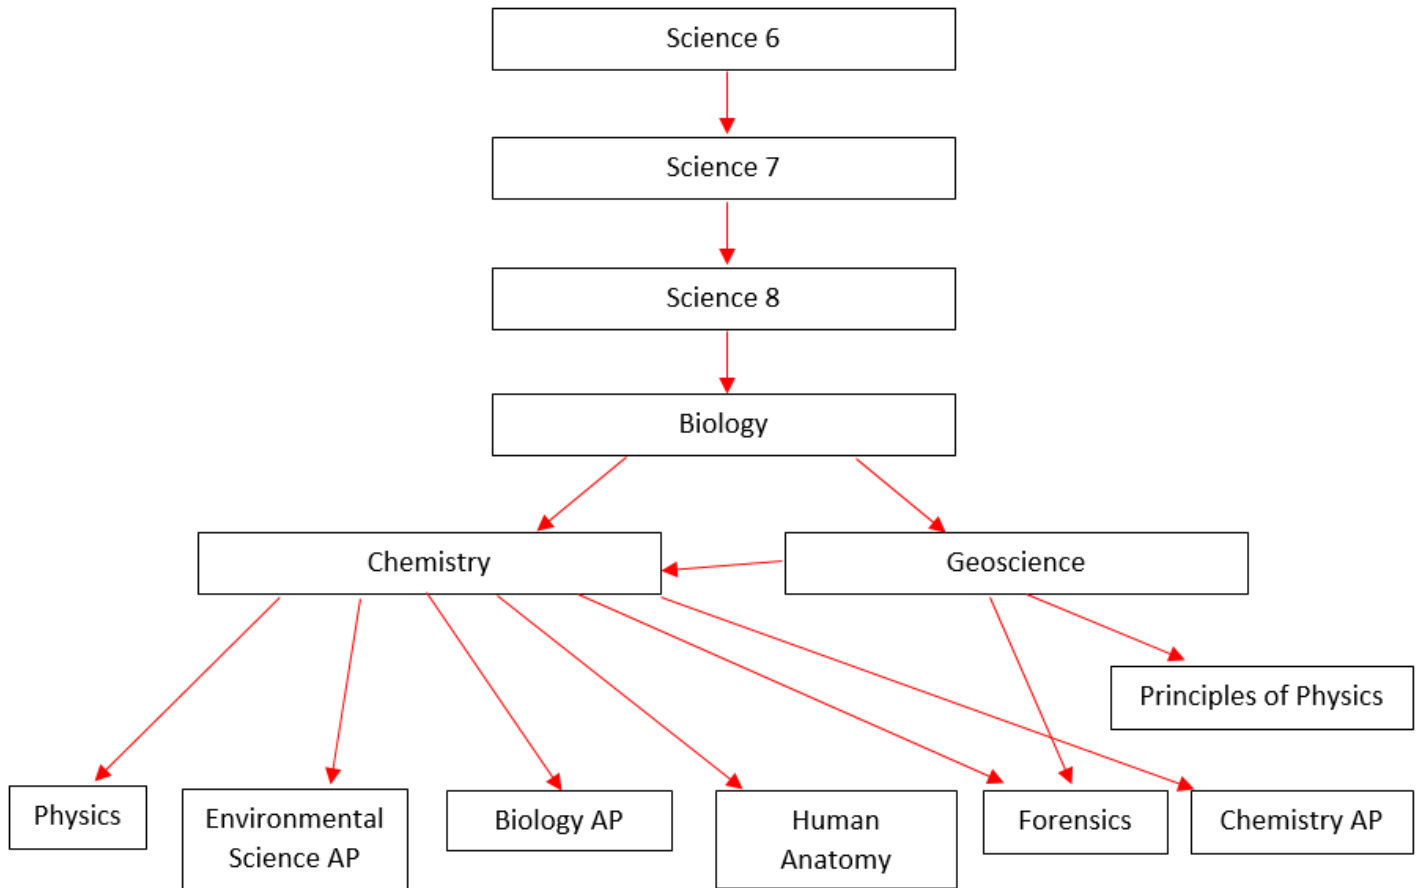 Science 6
Science 7
Science 8
Biology
Chemistry
Geoscience
Principles of Physics
Physics
Environmental
Science AP
Biology AP
Human
Anatomy
Forensics
Chemistry AP